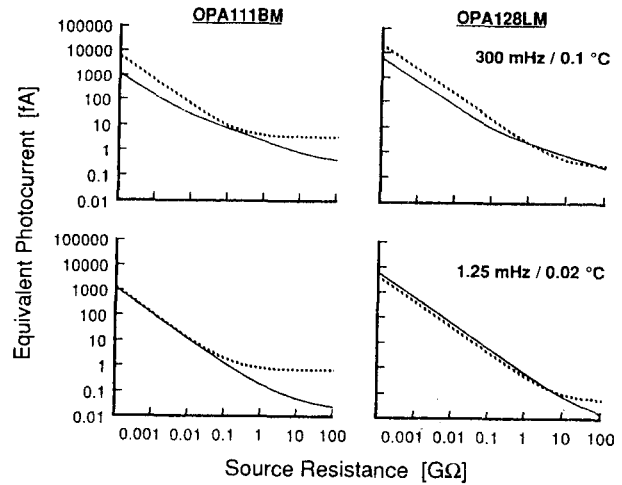 OPA111BM
OPA128LM
Equivalent Photocurrent [fA]
100000
10000
1000
100
10
1
0.1
0.01
300 mHz / 0.1 °C
100000
10000
1000
100
10
1
0.1
0.01
1.25 mHz / 0.02 °C
0.001 0.01 0.1 1 10 100
0.001 0.01 0.1 1 10 100
Source Resistance [GΩ]